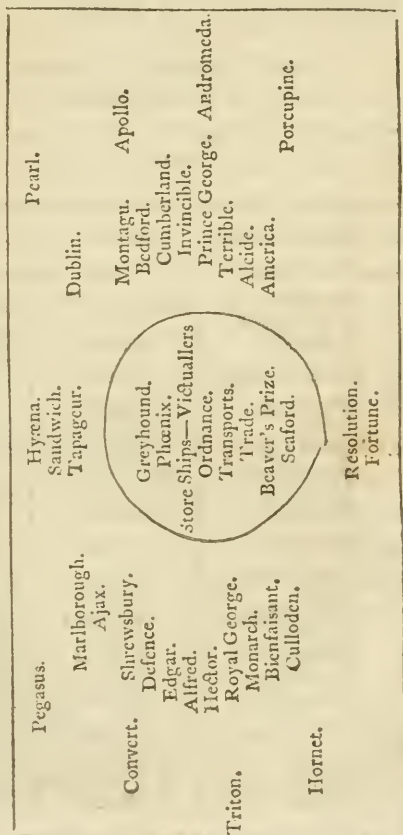 Pegasus. Hyæna. Pearl.
Sandwich.
Marlborough. Tapageur. Dublin.
Ajax.
Convert. Shrewsbury. Montagu. Apollo.
Defence. Greyhound. Bedford.
Edgar. Phœnix. Cumberland.
Alfred. Store Ships—Victuallers Invincible.
Hector. Ordnance. Prince George. Andromeda.
Triton. Royal George. Transports. Terrible.
Monarch. Trade. Alcide.
Bienfaisant. Beaver's Prize. America.
Culloden. Seaford. Porcupine.
Hornet.
Resolution.
Fortune.